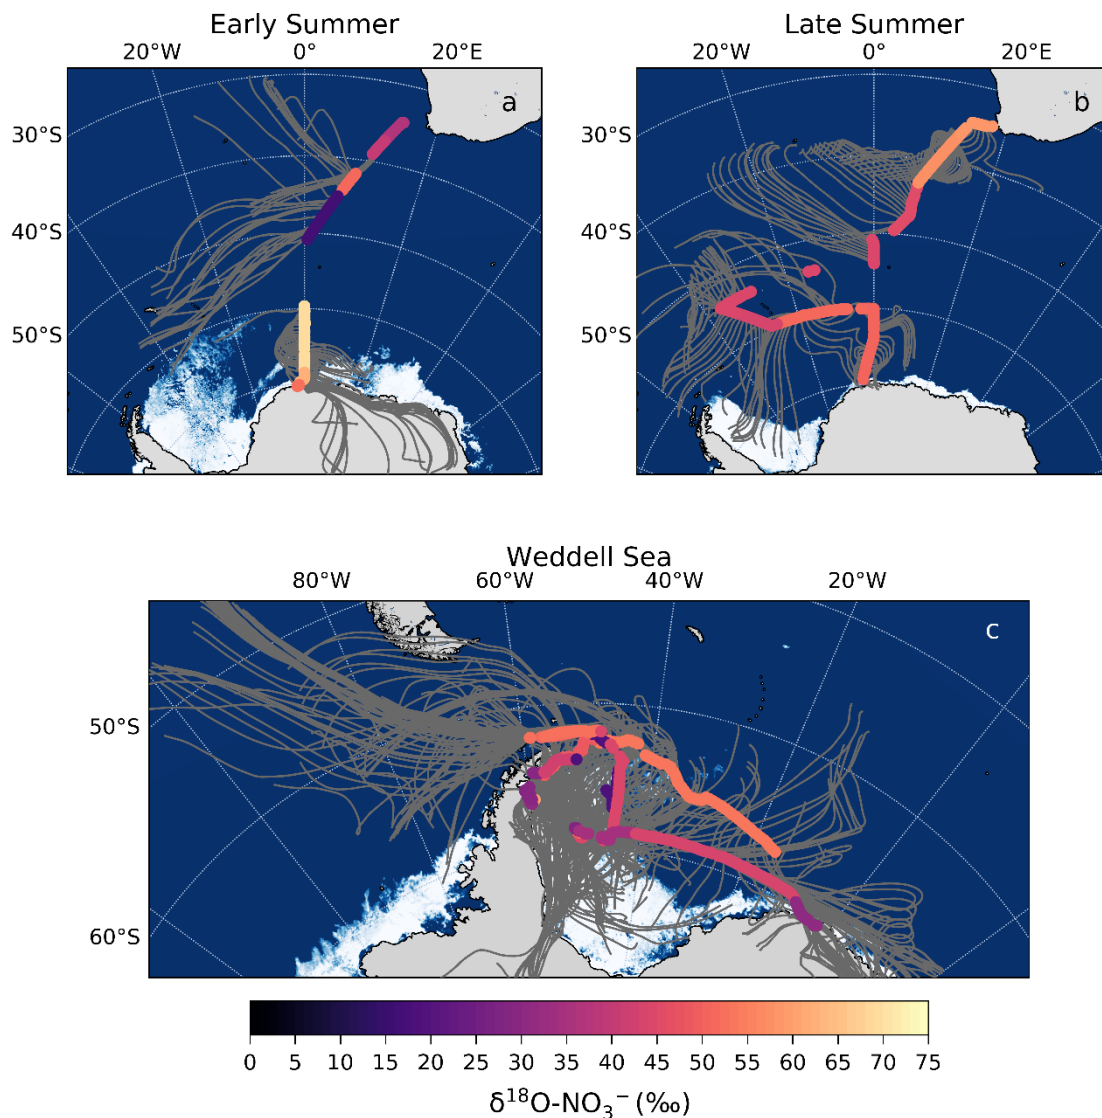 Early Summer
20°W 0° 20°E
a
30°S
40°S
50°S
Late Summer
20°W 0° 20°E
b
30°S
40°S
50°S
Weddell Sea
80°W 60°W 40°W 20°W
c
50°S
60°S
0 5 10 15 20 25 30 35 40 45 50 55 60 65 70 75
δ¹⁸O-NO₃⁻ (‰)